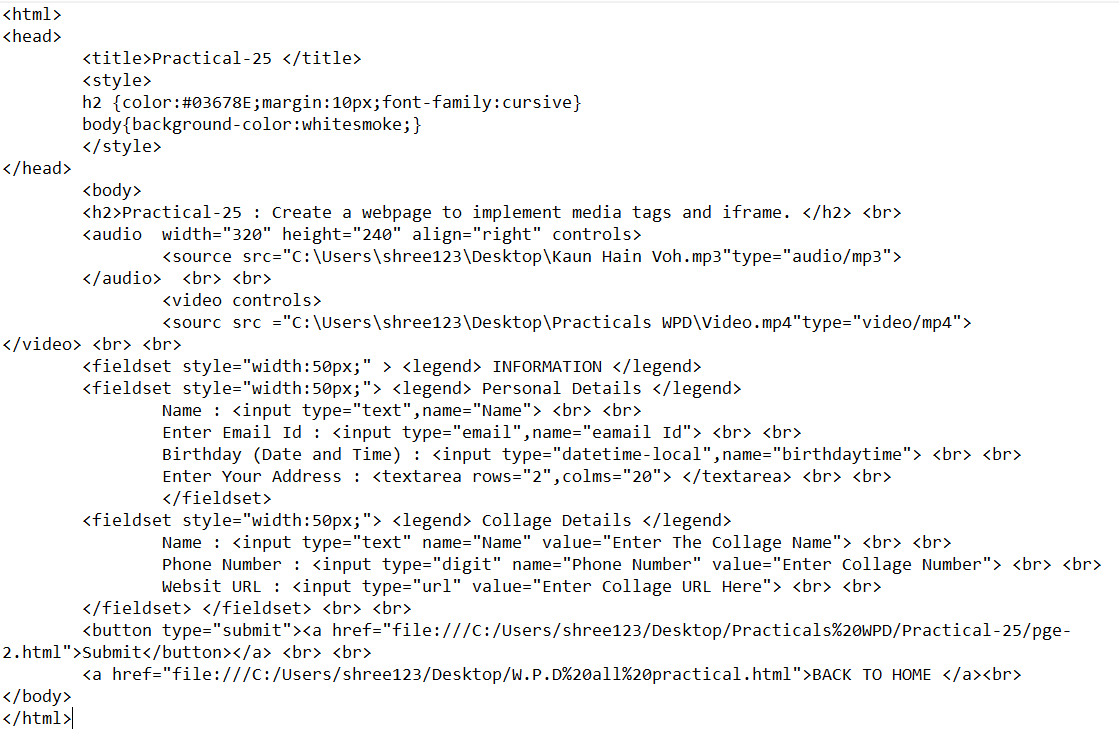 <html>
<head>
        <title>Practical-25 </title>
        <style>
        h2 {color:#03678E;margin:10px;font-family:cursive}
        body{background-color:whitesmoke;}
        </style>
</head>
        <body>
        <h2>Practical-25 : Create a webpage to implement media tags and iframe. </h2> <br>
        <audio  width="320" height="240" align="right" controls>
                <source src="C:\Users\shree123\Desktop\Kaun Hain Voh.mp3"type="audio/mp3">
        </audio>  <br> <br>
                <video controls>
                <sourc src ="C:\Users\shree123\Desktop\Practicals WPD\Video.mp4"type="video/mp4">
</video> <br> <br>
        <fieldset style="width:50px;" > <legend> INFORMATION </legend>
        <fieldset style="width:50px;"> <legend> Personal Details </legend>
                Name : <input type="text",name="Name"> <br> <br>
                Enter Email Id : <input type="email",name="eamail Id"> <br> <br>
                Birthday (Date and Time) : <input type="datetime-local",name="birthdaytime"> <br> <br>
                Enter Your Address : <textarea rows="2",colms="20"> </textarea> <br> <br>
                </fieldset>
        <fieldset style="width:50px;"> <legend> Collage Details </legend>
                Name : <input type="text" name="Name" value="Enter The Collage Name"> <br> <br>
                Phone Number : <input type="digit" name="Phone Number" value="Enter Collage Number"> <br> <br>
                Websit URL : <input type="url" value="Enter Collage URL Here"> <br> <br>
        </fieldset> </fieldset> <br> <br>
        <button type="submit"><a href="file:///C:/Users/shree123/Desktop/Practicals%20WPD/Practical-25/pge-
2.html">Submit</button></a> <br> <br>
        <a href="file:///C:/Users/shree123/Desktop/W.P.D%20all%20practical.html">BACK TO HOME </a><br>
</body>
</html>